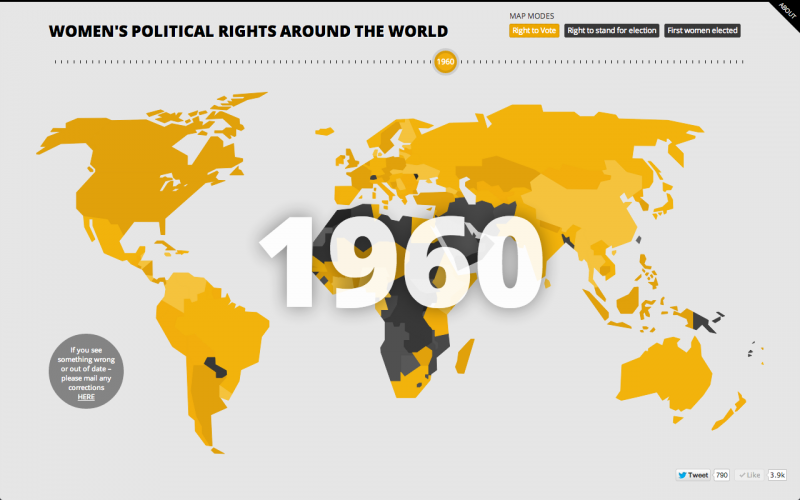 ABOUT
WOMEN'S POLITICAL RIGHTS AROUND THE WORLD
MAP MODES
Right to Vote
Right to stand for election
First women elected
1960
1960
If you see
something wrong
or out of date –
please mail any
corrections
HERE
Tweet
790
Like
3.9k